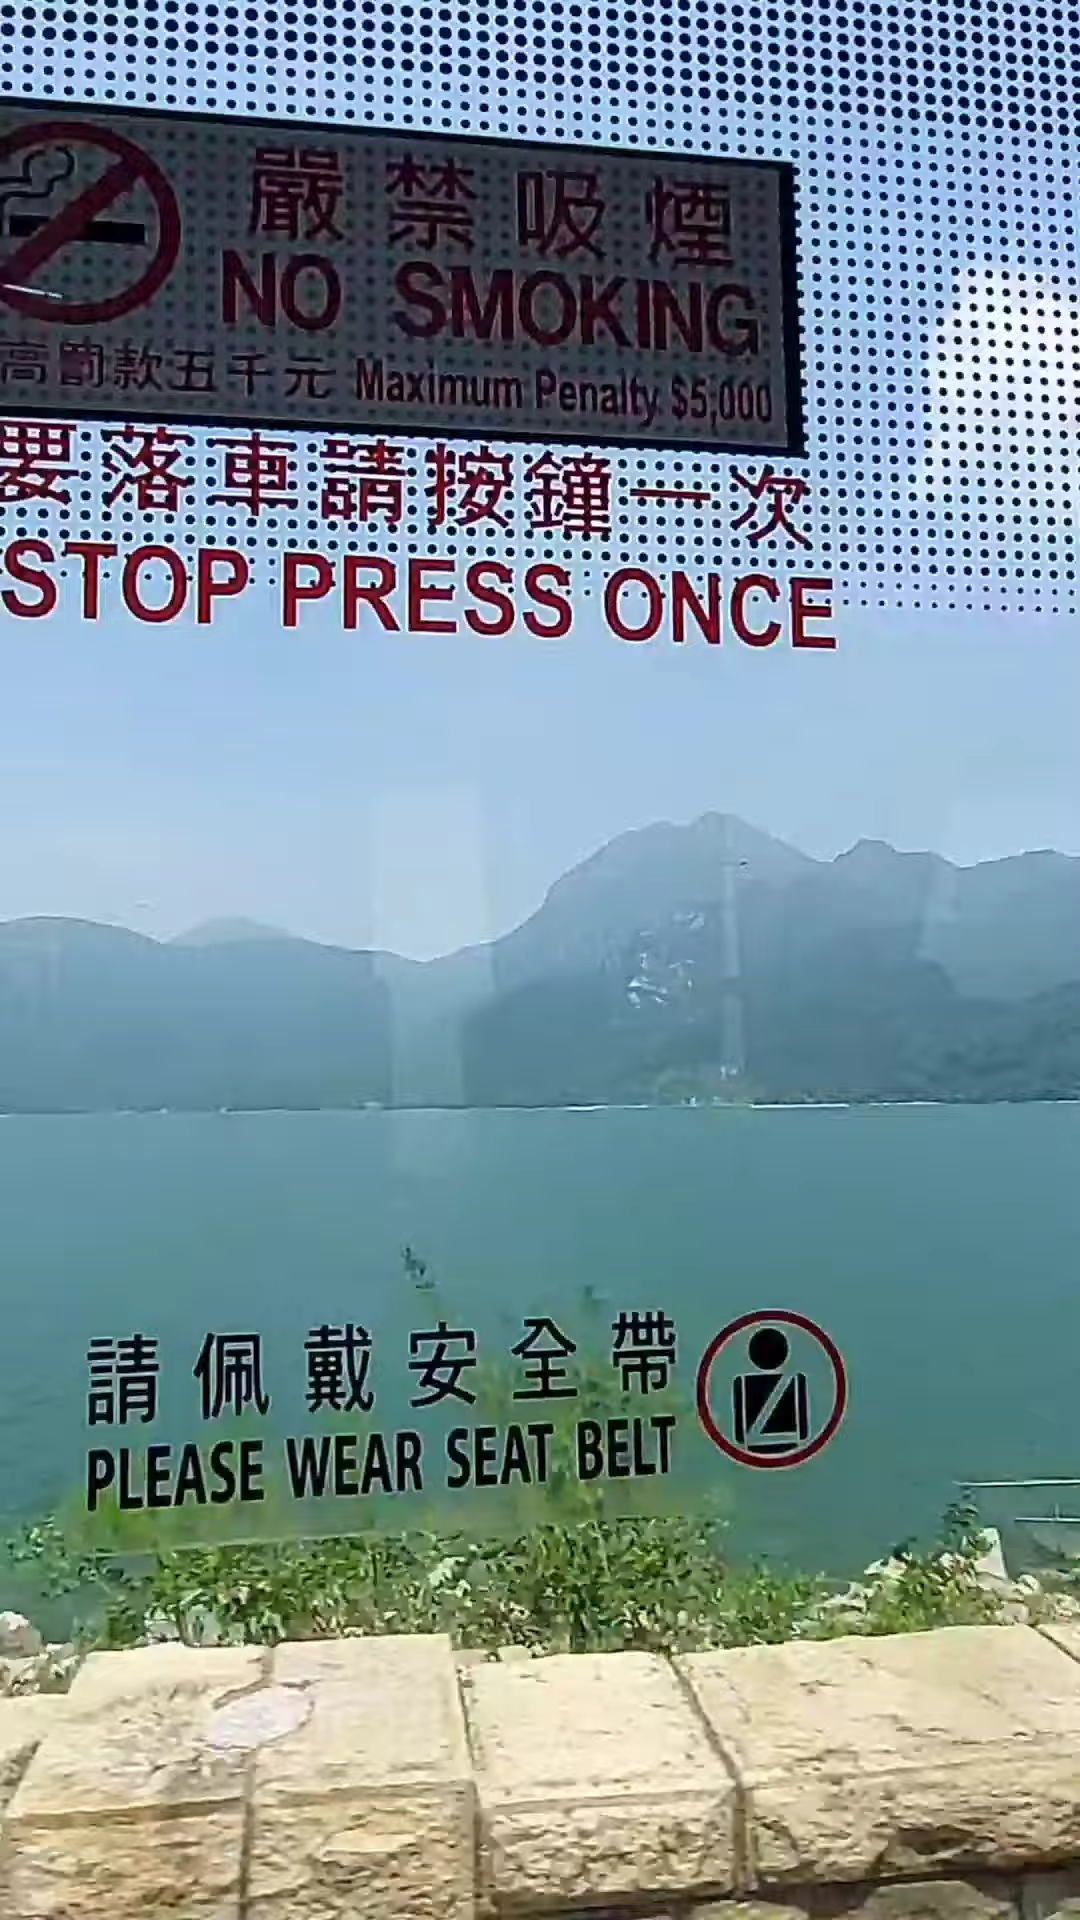 嚴禁吸煙
NO SMOKING
高罰款五千元 Maximum Penalty $5,000
要落車請按鐘一次
STOP PRESS ONCE
請佩戴安全帶
PLEASE WEAR SEAT BELT